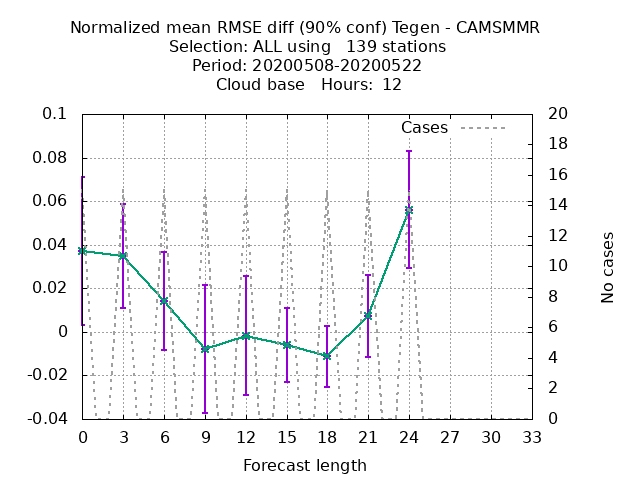 Normalized mean RMSE diff (90% conf) Tegen - CAMSMMR
Selection: ALL using 139 stations
Period: 20200508-20200522
Cloud base Hours: 12
Cases
0.1
0.08
0.06
0.04
0.02
0
-0.02
-0.04
20
18
16
14
12
10
8
6
4
2
0
No cases
0 3 6 9 12 15 18 21 24 27 30 33
Forecast length